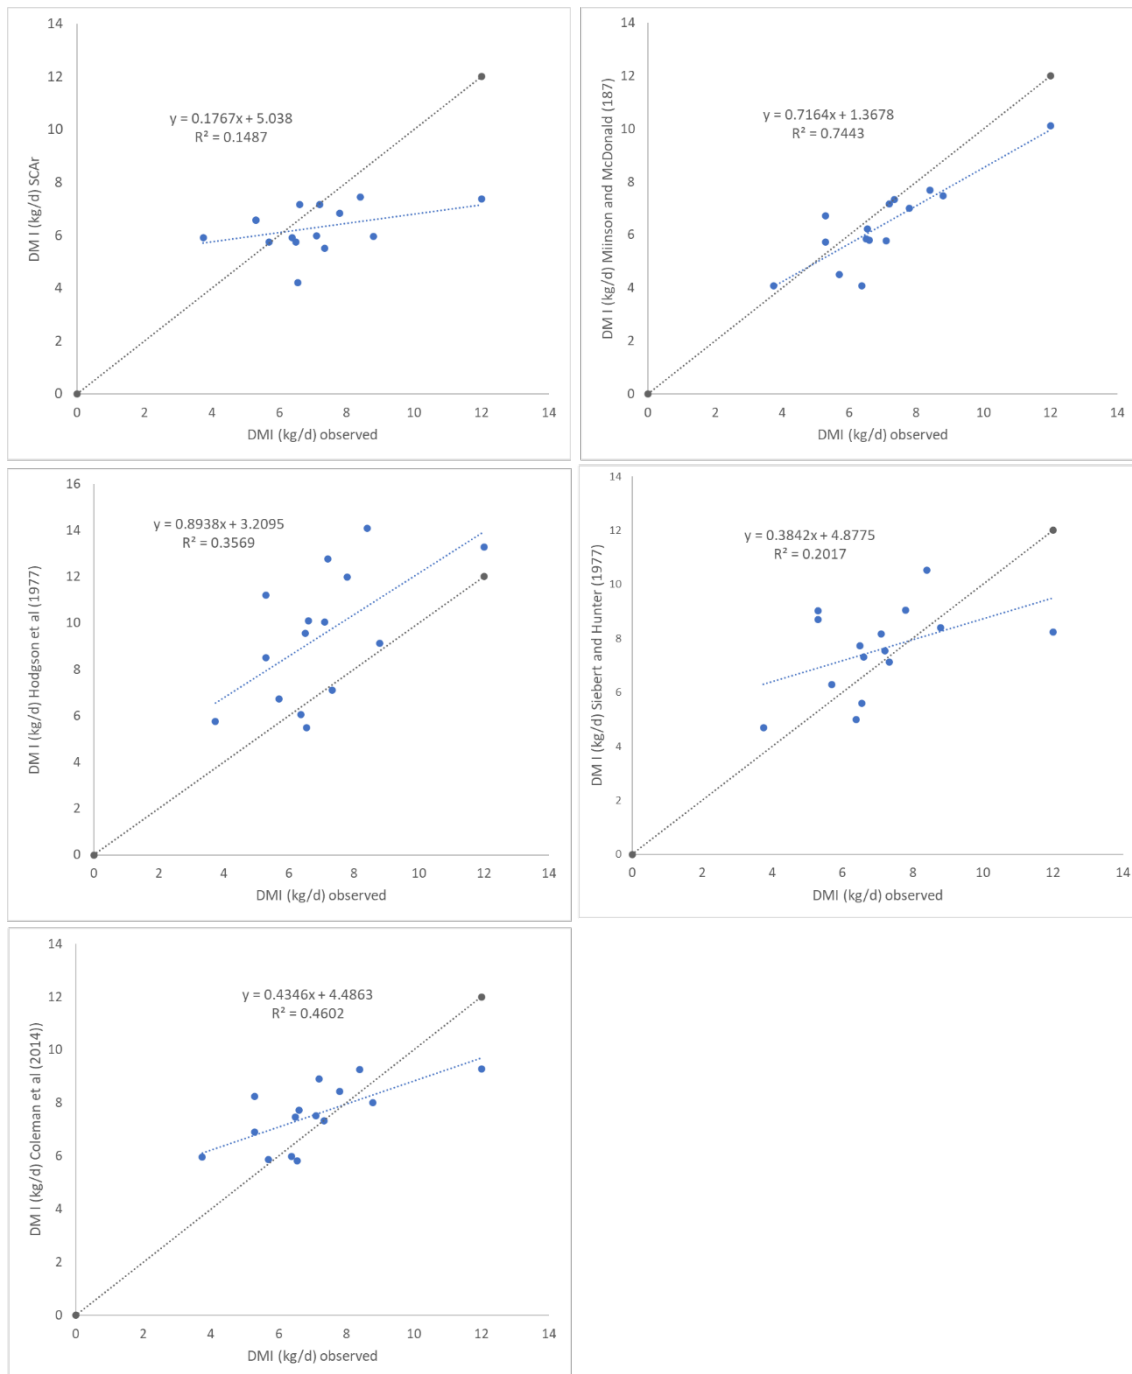 14
12
y = 0.1767x + 5.038
R² = 0.1487
10
8
6
4
2
0
DM I (kg/d) SCAr
0 2 4 6 8 10 12 14
DMI (kg/d) observed
14
12
y = 0.7164x + 1.3678
R² = 0.7443
10
8
6
4
2
0
DM I (kg/d) Miinson and McDonald (187)
0 2 4 6 8 10 12 14
DMI (kg/d) observed
16
14
y = 0.8938x + 3.2095
R² = 0.3569
12
10
8
6
4
2
0
DM I (kg/d) Hodgson et al (1977)
0 2 4 6 8 10 12 14
DMI (kg/d) observed
14
12
y = 0.3842x + 4.8775
R² = 0.2017
10
8
6
4
2
0
DM I (kg/d) Siebert and Hunter (1977)
0 2 4 6 8 10 12 14
DMI (kg/d) observed
14
12
y = 0.4346x + 4.4863
R² = 0.4602
10
8
6
4
2
0
DM I (kg/d) Coleman et al (2014))
0 2 4 6 8 10 12 14
DMI (kg/d) observed